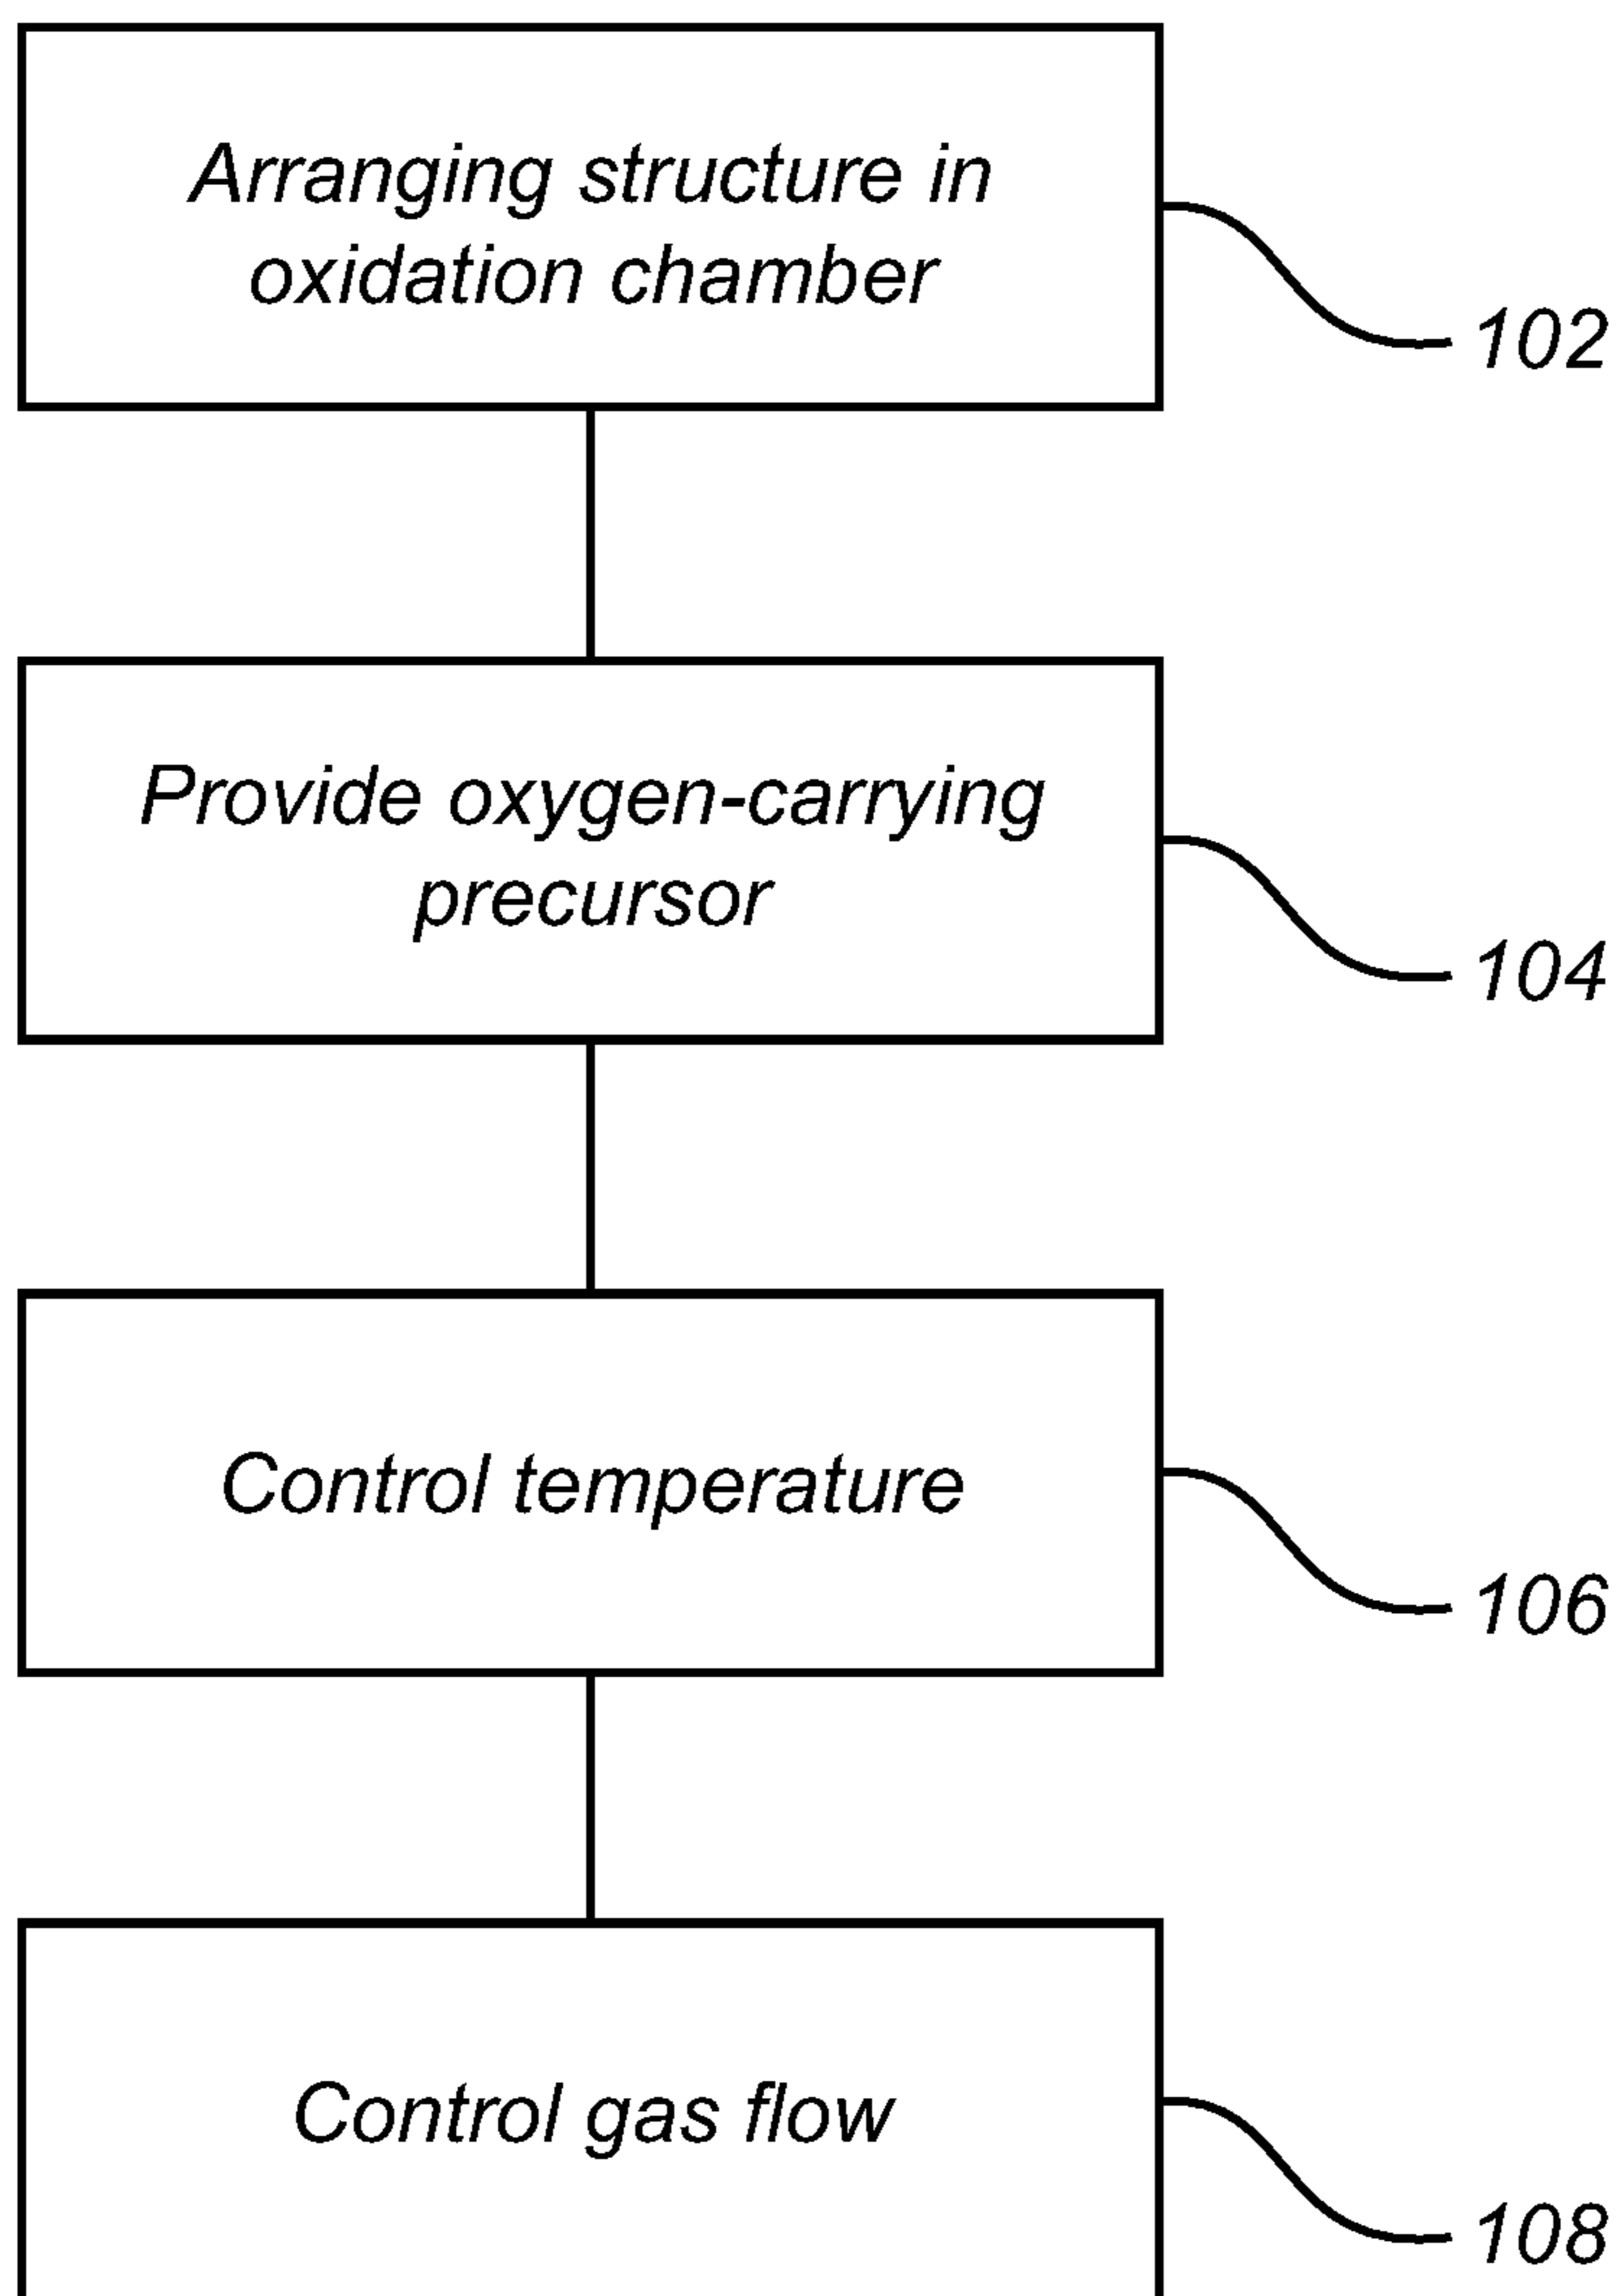 Arranging structure in
oxidation chamber
102
Provide oxygen-carrying
precursor
104
Control temperature
106
Control gas flow
108